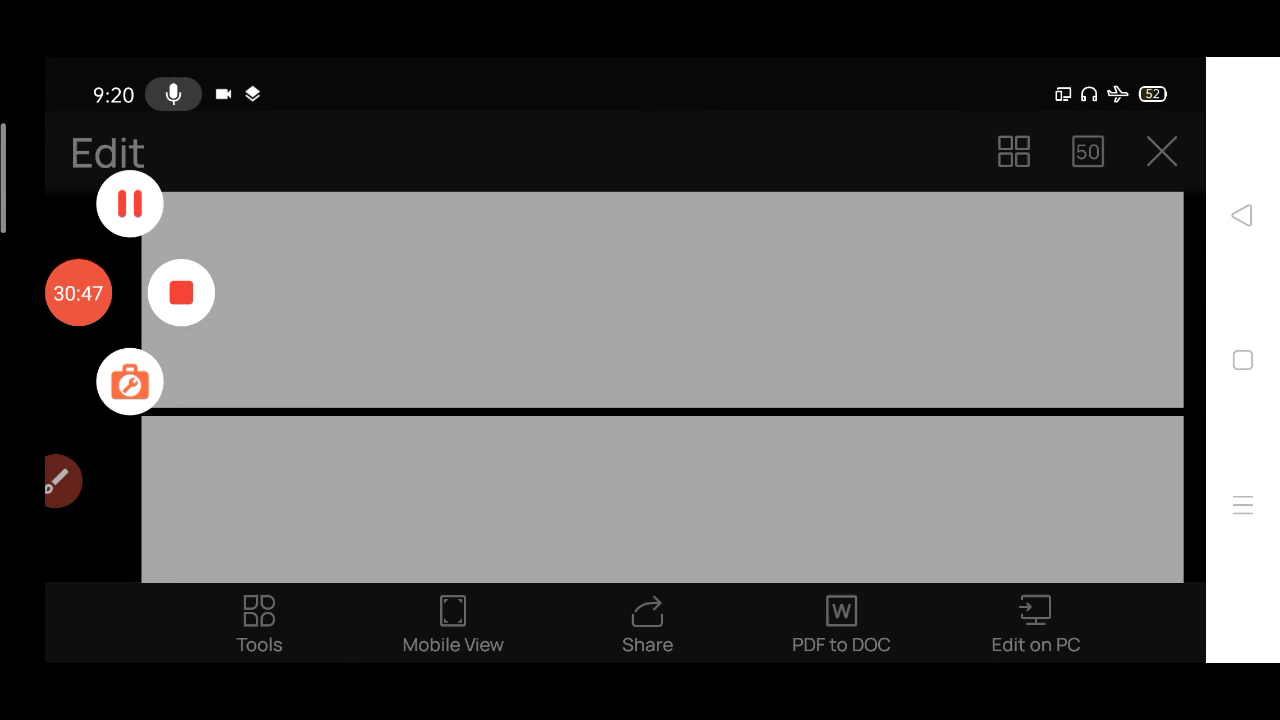 9:20
52
Edit
50
30:47
W
Tools
Mobile View
Share
PDF to DOC
Edit on PC